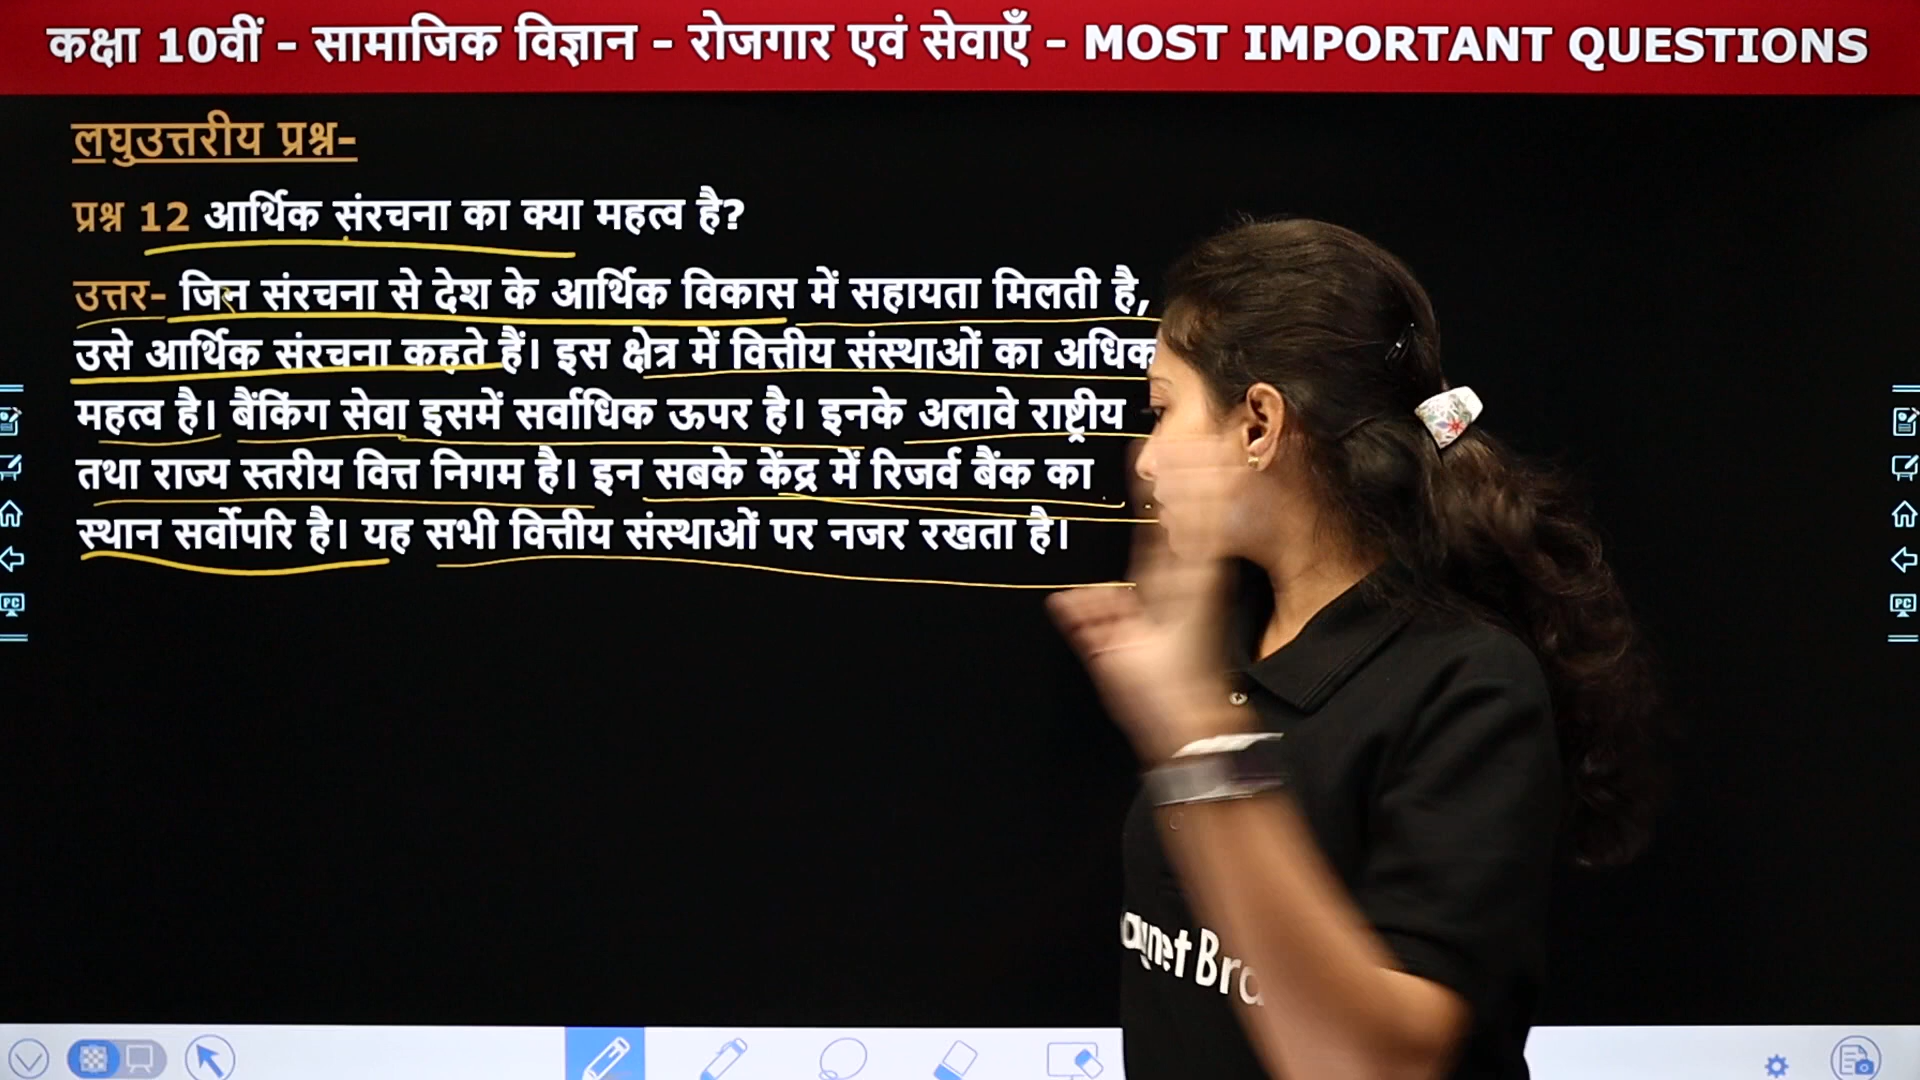 कक्षा 10वीं - सामाजिक विज्ञान - रोजगार एवं सेवाएँ - MOST IMPORTANT QUESTIONS
लघुउत्तरीय प्रश्न-
प्रश्न 12 आर्थिक संरचना का क्या महत्व है?
उत्तर- जिन संरचना से देश के आर्थिक विकास में सहायता मिलती है,
उसे आर्थिक संरचना कहते हैं। इस क्षेत्र में वित्तीय संस्थाओं का अधिक
महत्व है। बैंकिंग सेवा इसमें सर्वाधिक ऊपर है। इनके अलावे राष्ट्रीय
तथा राज्य स्तरीय वित्त निगम है। इन सबके केंद्र में रिजर्व बैंक का
स्थान सर्वोपरि है। यह सभी वित्तीय संस्थाओं पर नजर रखता है।
PC
PC